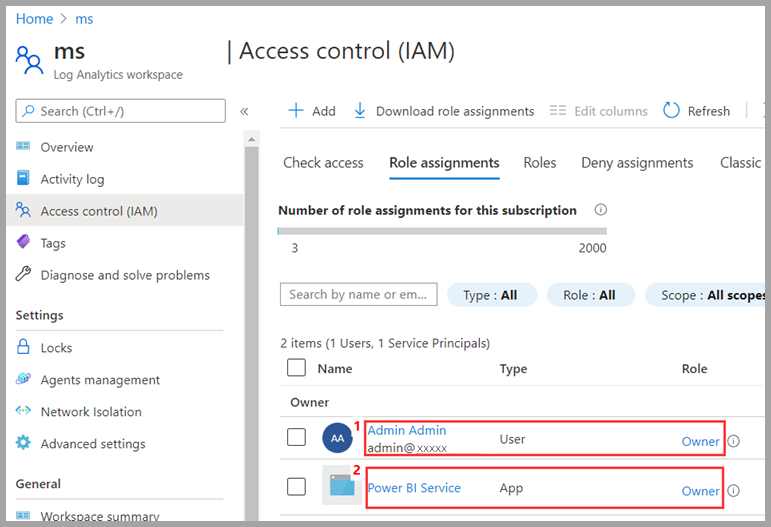 Home > ms
ms | Access control (IAM)
Log Analytics workspace
Search (Ctrl+/) «
Add Download role assignments Edit columns Refresh
Overview
Activity log
Access control (IAM)
Tags
Diagnose and solve problems
Settings
Locks
Agents management
Network Isolation
Advanced settings
General
Workspace summary
Check access Role assignments Roles Deny assignments Classic
Number of role assignments for this subscription
3 2000
Search by name or em... Type : All Role : All Scope : All scopes
2 items (1 Users, 1 Service Principals)
Name Type Role
Owner
AA 1 Admin Admin
admin@xxxxx User Owner
2 Power BI Service App Owner